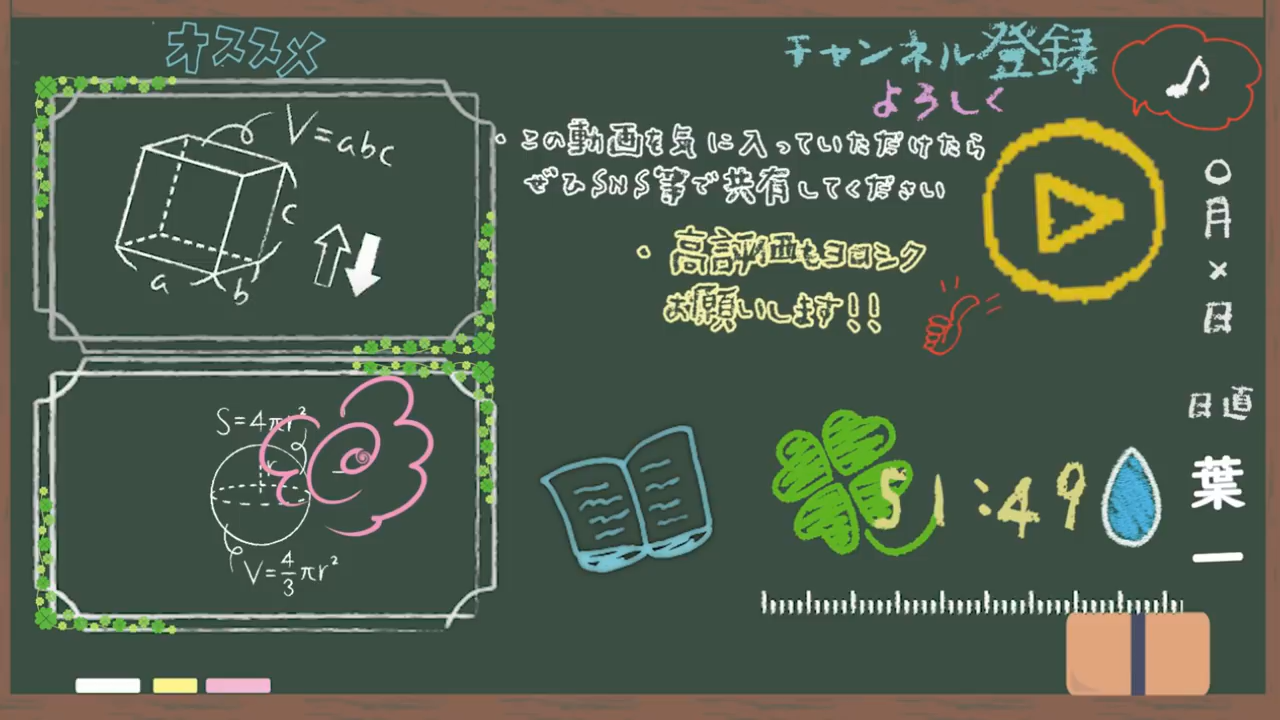 オススメ
V=abc
c
a
b
S=4πr²
r
V=4/3πr²
チャンネル登録
よろしく
・この動画を気に入っていただけたら
ぜひSNS等で共有してください
・高評価もヨロシク
お願いします!!
51:49
〇月×日
日直
葉一